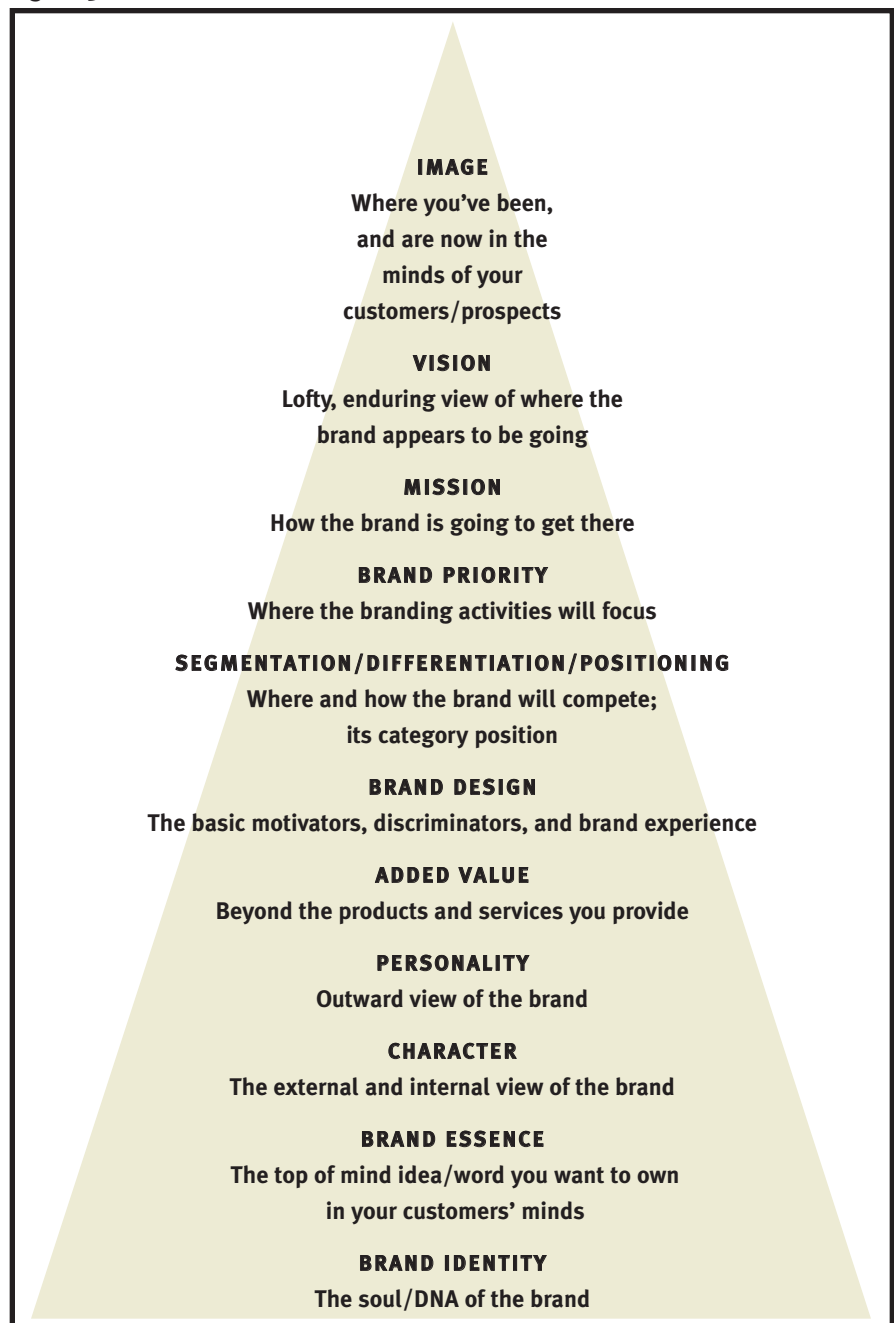 IMAGE
Where you’ve been,
and are now in the
minds of your
customers/prospects
VISION
Lofty, enduring view of where the
brand appears to be going
MISSION
How the brand is going to get there
BRAND PRIORITY
Where the branding activities will focus
SEGMENTATION/DIFFERENTIATION/POSITIONING
Where and how the brand will compete;
its category position
BRAND DESIGN
The basic motivators, discriminators, and brand experience
ADDED VALUE
Beyond the products and services you provide
PERSONALITY
Outward view of the brand
CHARACTER
The external and internal view of the brand
BRAND ESSENCE
The top of mind idea/word you want to own
in your customers’ minds
BRAND IDENTITY
The soul/DNA of the brand